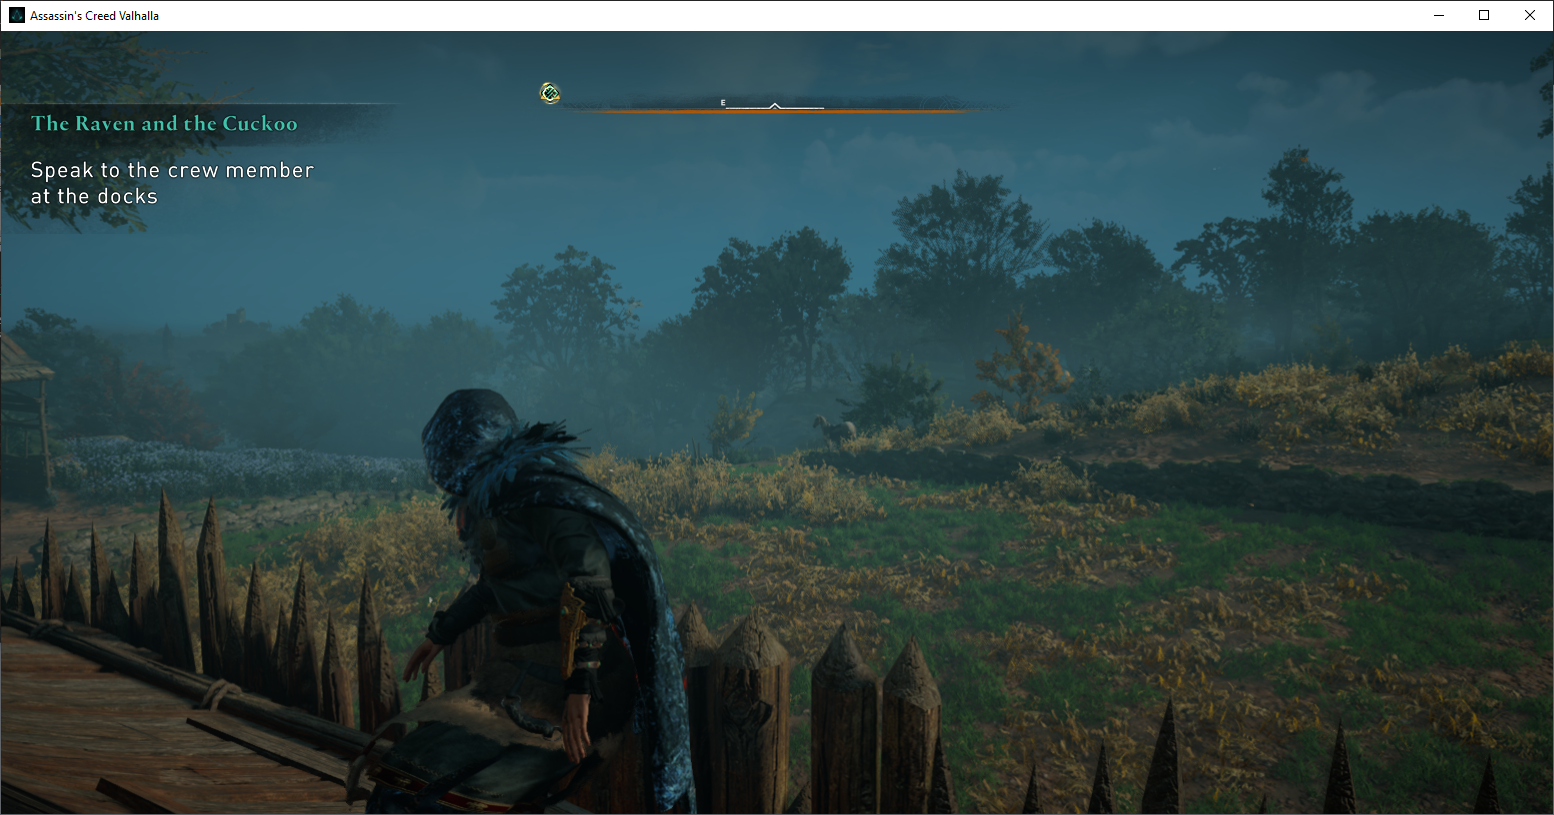 Assassin's Creed Valhalla
E
The Raven and the Cuckoo
Speak to the crew member
at the docks